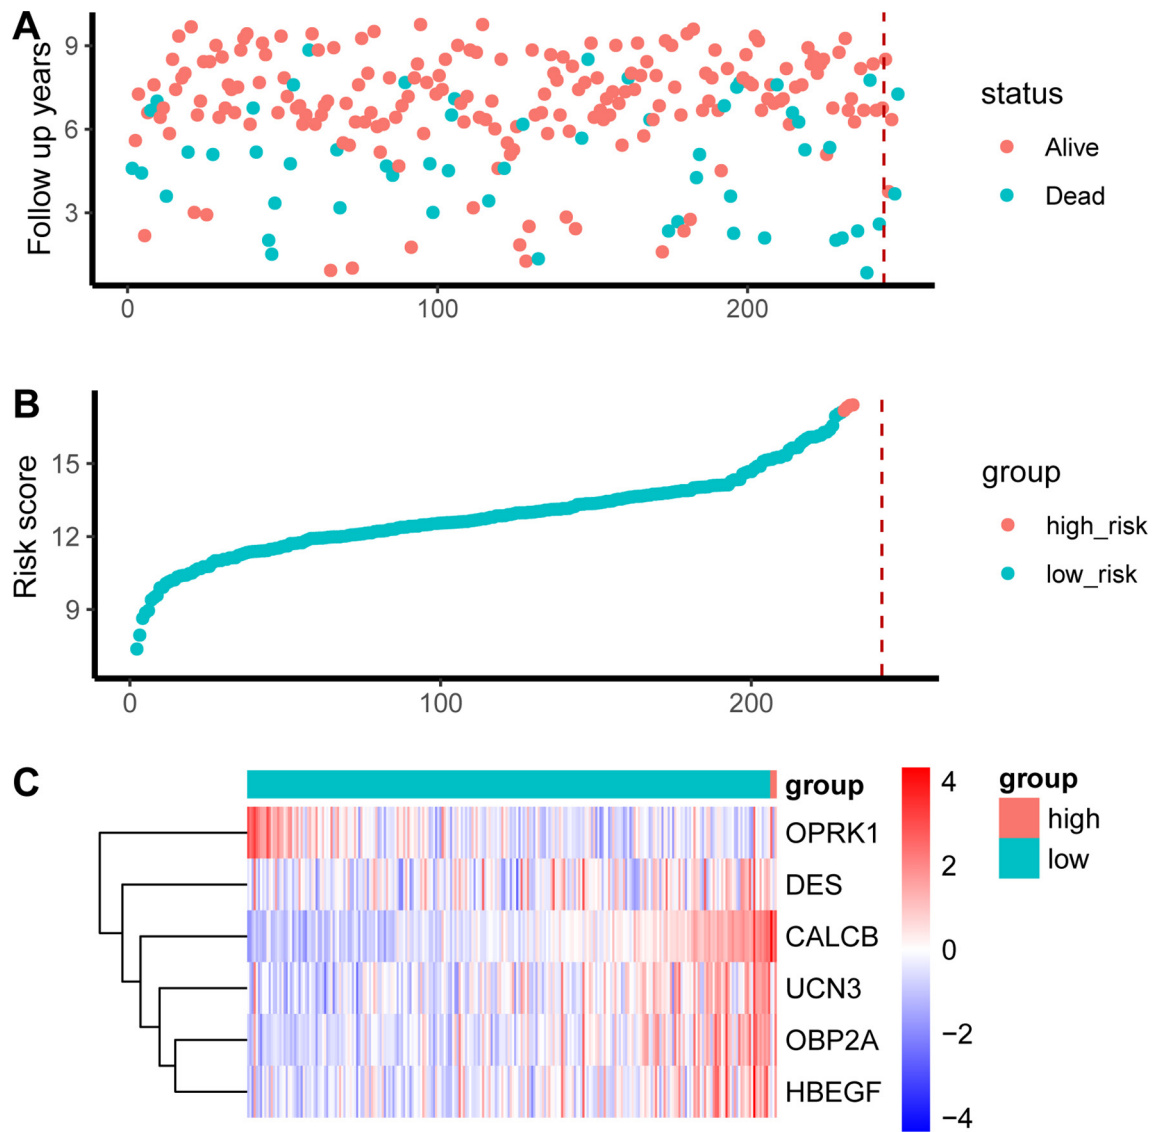 A
Follow up years
9
6
3
0
100
200
status
Alive
Dead
B
Risk score
15
12
9
0
100
200
group
high_risk
low_risk
C
group
OPRK1
DES
CALCB
UCN3
OBP2A
HBEGF
4
2
0
−2
−4
group
high
low